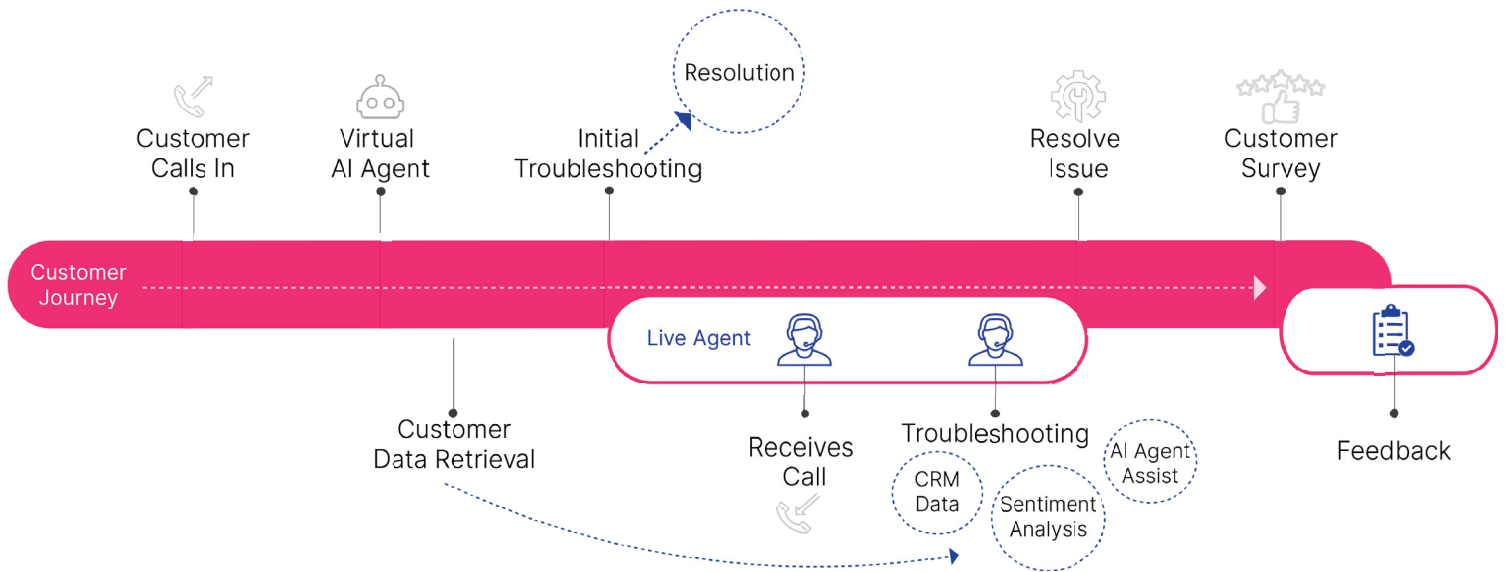 Resolution
Customer
Calls In
Virtual
AI Agent
Initial
Troubleshooting
Resolve
Issue
Customer
Survey
Customer
Journey
Live Agent
Customer
Data Retrieval
Receives
Call
Troubleshooting
CRM
Data
Sentiment
Analysis
AI Agent
Assist
Feedback